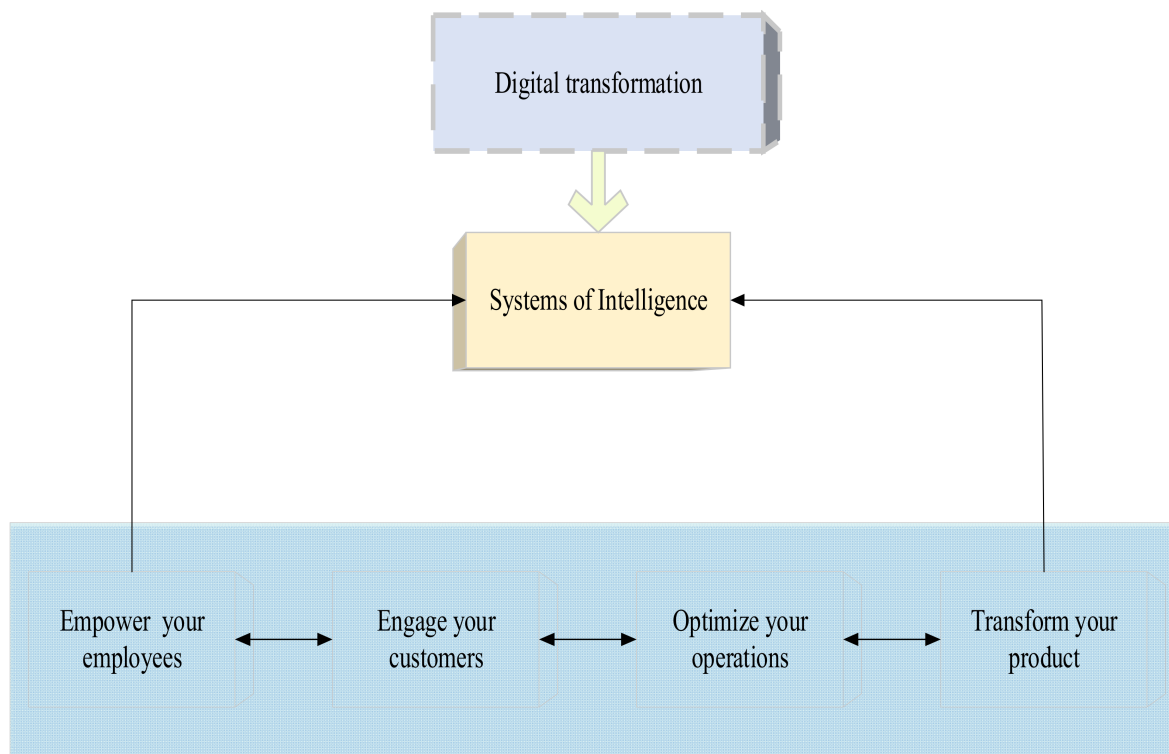 Digital transformation
Systems of Intelligence
Empower your
employees
Engage your
customers
Optimize your
operations
Transform your
product